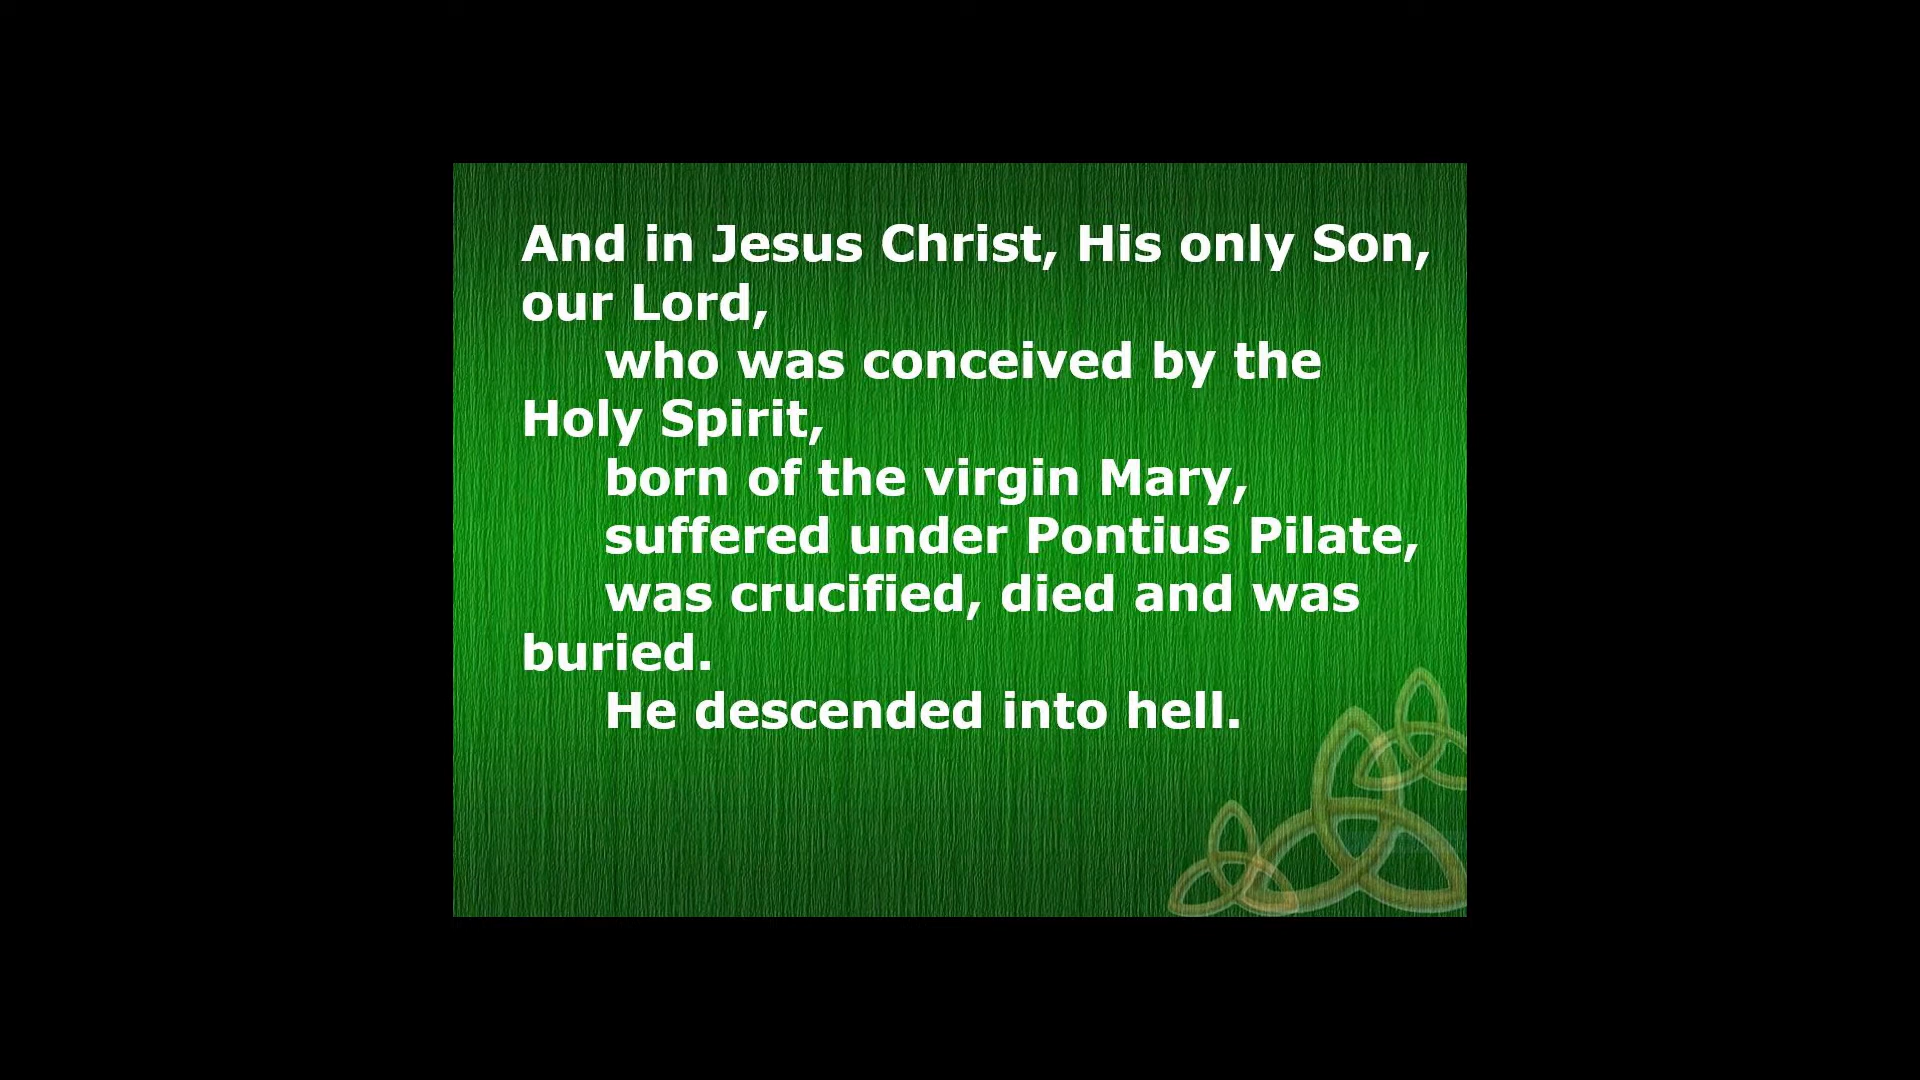 And in Jesus Christ, His only Son,
our Lord,
who was conceived by the
Holy Spirit,
born of the virgin Mary,
suffered under Pontius Pilate,
was crucified, died and was
buried.
He descended into hell.